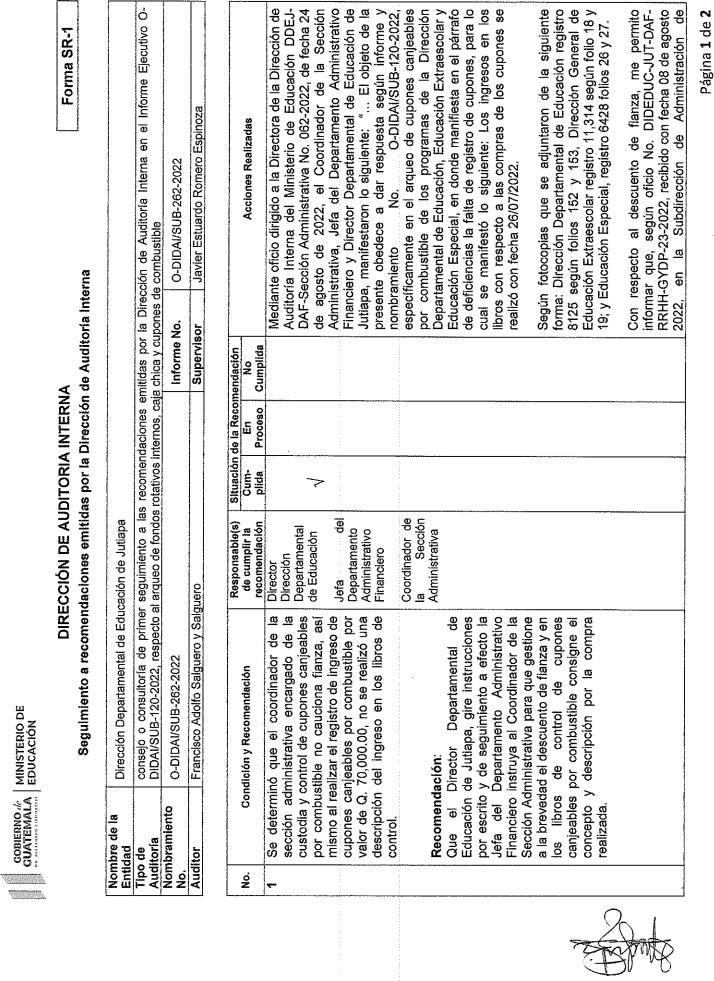 GOBIERNO de
GUATEMALA
MINISTERIO DE
EDUCACIÓN
DIRECCIÓN DE AUDITORIA INTERNA
Forma SR-1
Seguimiento a recomendaciones emitidas por la Dirección de Auditoria Interna
Nombre de la
Entidad
Dirección Departamental de Educación de Jutiapa
Tipo de
Auditoría
consejo o consultoría de primer seguimiento a las recomendaciones emitidas por la Dirección de Auditoría Interna en el Informe Ejecutivo O-
DIDAI/SUB-120-2022, respecto al arqueo de fondos rotativos internos, caja chica y cupones de combustible
Nombramiento
No.
O-DIDAI/SUB-262-2022
Informe No.
O-DIDAI/SUB-262-2022
Auditor
Francisco Adolfo Salguero y Salguero
Supervisor
Javier Estuardo Romero Espinoza
No.
Condición y Recomendación
Responsable(s)
de cumplir la
recomendación
Situación de la Recomendación
Cum-
plida
En
Proceso
No
Cumplida
Acciones Realizadas
1
Se determinó que el coordinador de la
sección administrativa encargado de la
custodia y control de cupones canjeables
por combustible no cauciona fianza, así
mismo al realizar el registro de ingreso de
cupones canjeables por combustible por
valor de Q. 70,000.00, no se realizó una
descripción del ingreso en los libros de
control.
Recomendación:
Que el Director Departamental de
Educación de Jutiapa, gire instrucciones
por escrito y de seguimiento a efecto la
Jefa del Departamento Administrativo
Financiero instruya al Coordinador de la
Sección Administrativa para que gestione
a la brevedad el descuento de fianza y en
los libros de control de cupones
canjeables por combustible consigne el
concepto y descripción por la compra
realizada.
Director
Dirección
Departamental
de Educación
Jefa del
Departamento
Administrativo
Financiero
Coordinador de
la Sección
Administrativa
√
Mediante oficio dirigido a la Directora de la Dirección de
Auditoría Interna del Ministerio de Educación DDEJ-
DAF-Sección Administrativa No. 062-2022, de fecha 24
de agosto de 2022, el Coordinador de la Sección
Administrativa, Jefa del Departamento Administrativo
Financiero y Director Departamental de Educación de
Jutiapa, manifestaron lo siguiente: " ... El objeto de la
presente obedece a dar respuesta según Informe y
nombramiento No. O-DIDAI/SUB-120-2022,
específicamente en el arqueo de cupones canjeables
por combustible de los programas de la Dirección
Departamental de Educación, Educación Extraescolar y
Educación Especial, en donde manifiesta en el párrafo
de deficiencias la falta de registro de cupones, para lo
cual se manifestó lo siguiente: Los ingresos en los
libros con respecto a las compras de los cupones se
realizó con fecha 26/07/2022.
Según fotocopias que se adjuntaron de la siguiente
forma: Dirección Departamental de Educación registro
8125 según folios 152 y 153, Dirección General de
Educación Extraescolar registro 11,314 según folio 18 y
19; y Educación Especial, registro 6428 folios 26 y 27.
Con respecto al descuento de fianza, me permito
informar que, según oficio No. DIDEDUC-JUT-DAF-
RRHH-GYDP-23-2022, recibido con fecha 08 de agosto
2022, en la Subdirección de Administración de
Página 1 de 2